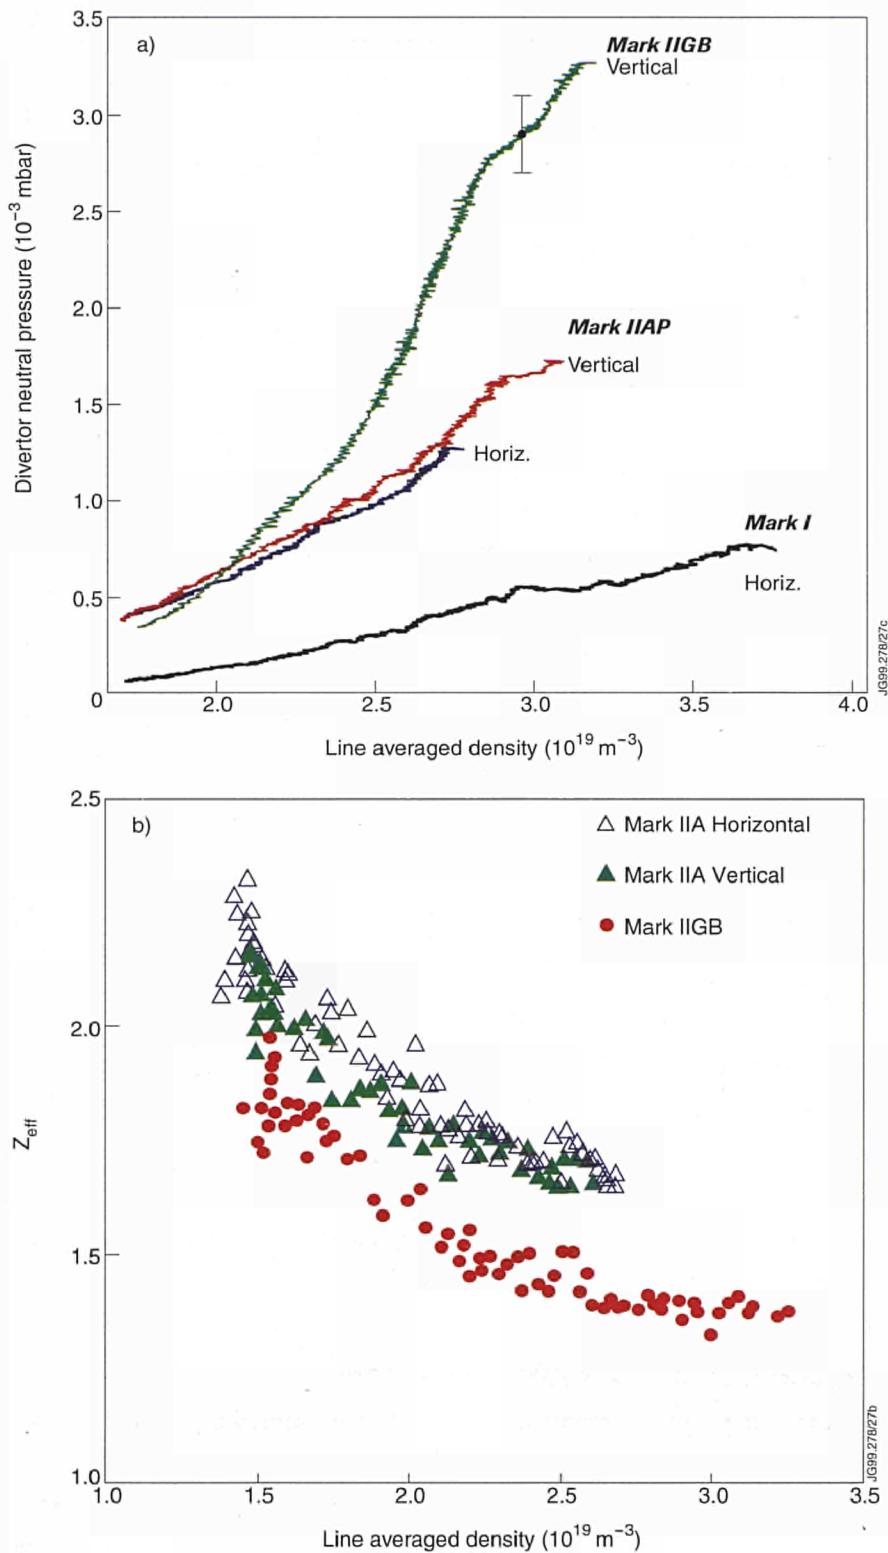 a)
Mark IIGB
Vertical
Mark IIAP
Vertical
Horiz.
Mark I
Horiz.
3.5
3.0
2.5
2.0
1.5
1.0
0.5
0
Divertor neutral pressure (10⁻³ mbar)
2.0 2.5 3.0 3.5 4.0
Line averaged density (10¹⁹ m⁻³)
JG99.278/27c
b)
△ Mark IIA Horizontal
▲ Mark IIA Vertical
● Mark IIGB
2.5
2.0
1.5
1.0
Zeff
1.0 1.5 2.0 2.5 3.0 3.5
Line averaged density (10¹⁹ m⁻³)
JG99.278/27b